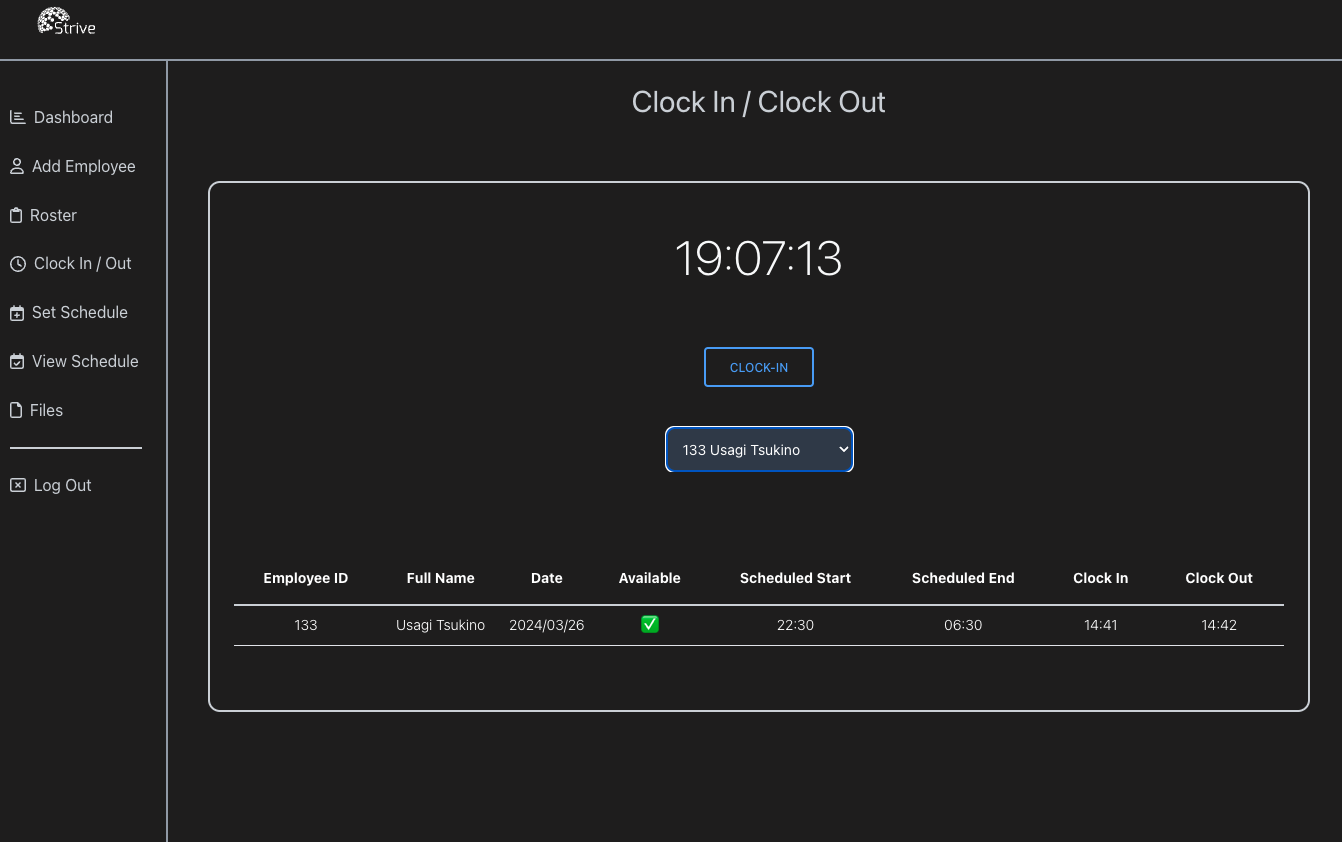 Strive
Clock In / Clock Out
Dashboard
Add Employee
Roster
Clock In / Out
Set Schedule
View Schedule
Files
Log Out
19:07:13
CLOCK-IN
133 Usagi Tsukino
Employee ID Full Name Date Available Scheduled Start Scheduled End Clock In Clock Out
133 Usagi Tsukino 2024/03/26 ✅ 22:30 06:30 14:41 14:42